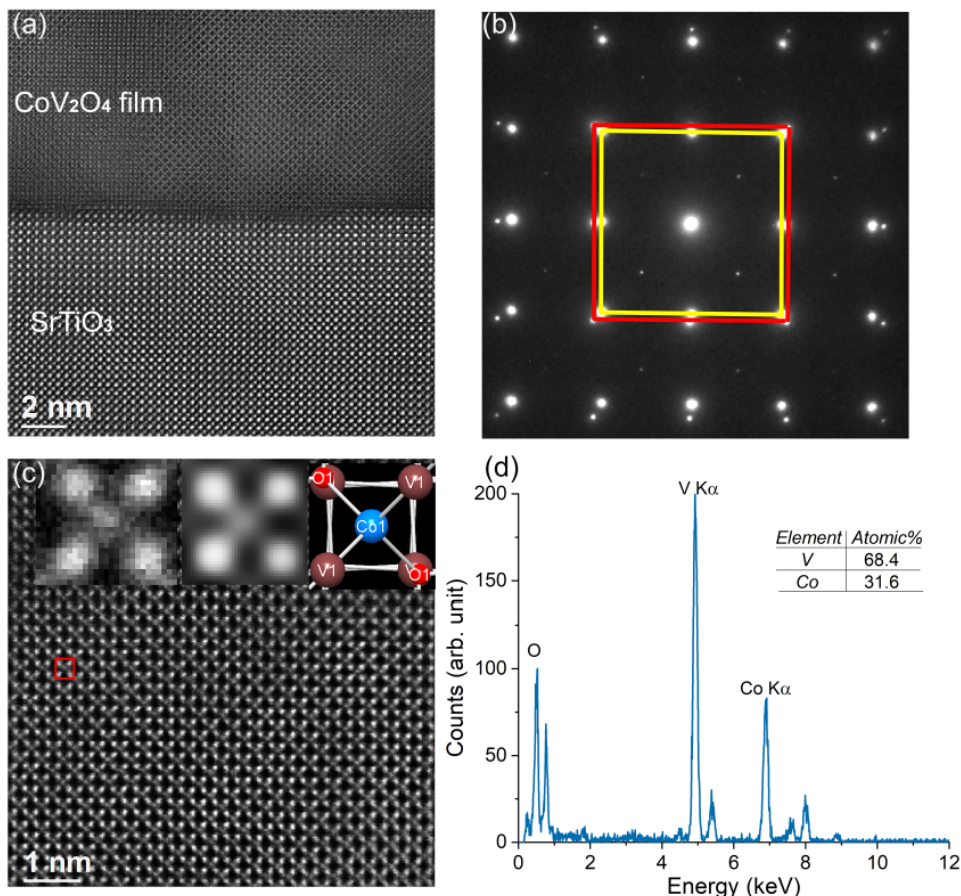 (a)
CoV₂O₄ film
SrTiO₃
2 nm
(b)
(c)
O1
V1
Co1
V1
O1
1 nm
(d)
V Kα
Element Atomic%
V 68.4
Co 31.6
O
Co Kα
Counts (arb. unit)
200
150
100
50
0
0 2 4 6 8 10 12
Energy (keV)